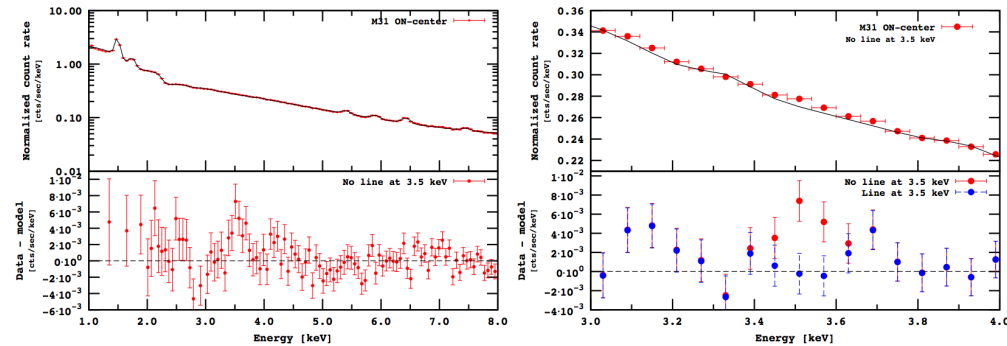 M31 ON-center
Normalized count rate
[cts/sec/keV]
10.00
1.00
0.10
0.01
No line at 3.5 keV
Data - model
[cts/sec/keV]
1·10⁻²
8·10⁻³
6·10⁻³
4·10⁻³
2·10⁻³
0·10⁰
-2·10⁻³
-4·10⁻³
-6·10⁻³
1.0 2.0 3.0 4.0 5.0 6.0 7.0 8.0
Energy [keV]
M31 ON-center
No line at 3.5 keV
Normalized count rate
[cts/sec/keV]
0.36
0.34
0.32
0.30
0.28
0.26
0.24
0.22
No line at 3.5 keV
Line at 3.5 keV
Data - model
[cts/sec/keV]
1·10⁻²
8·10⁻³
6·10⁻³
4·10⁻³
2·10⁻³
0·10⁰
-2·10⁻³
-4·10⁻³
3.0 3.2 3.4 3.6 3.8 4.0
Energy [keV]